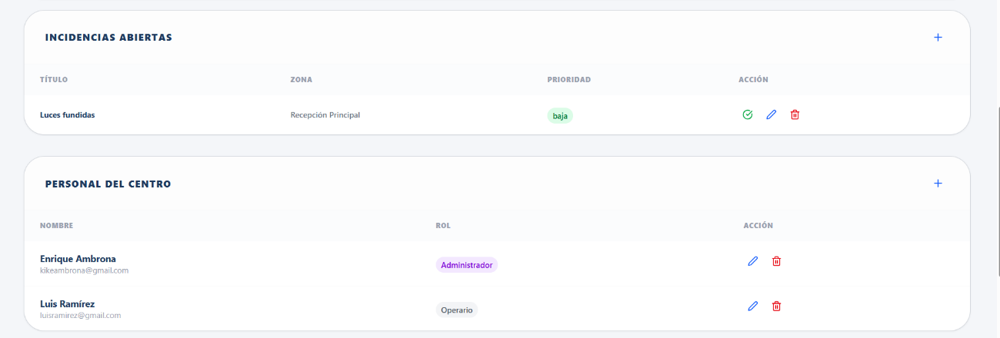 INCIDENCIAS ABIERTAS
TÍTULO ZONA PRIORIDAD ACCIÓN
Luces fundidas Recepción Principal baja
PERSONAL DEL CENTRO
NOMBRE ROL ACCIÓN
Enrique Ambrona
kikeambrona@gmail.com
Administrador
Luis Ramírez
luisramirez@gmail.com
Operario